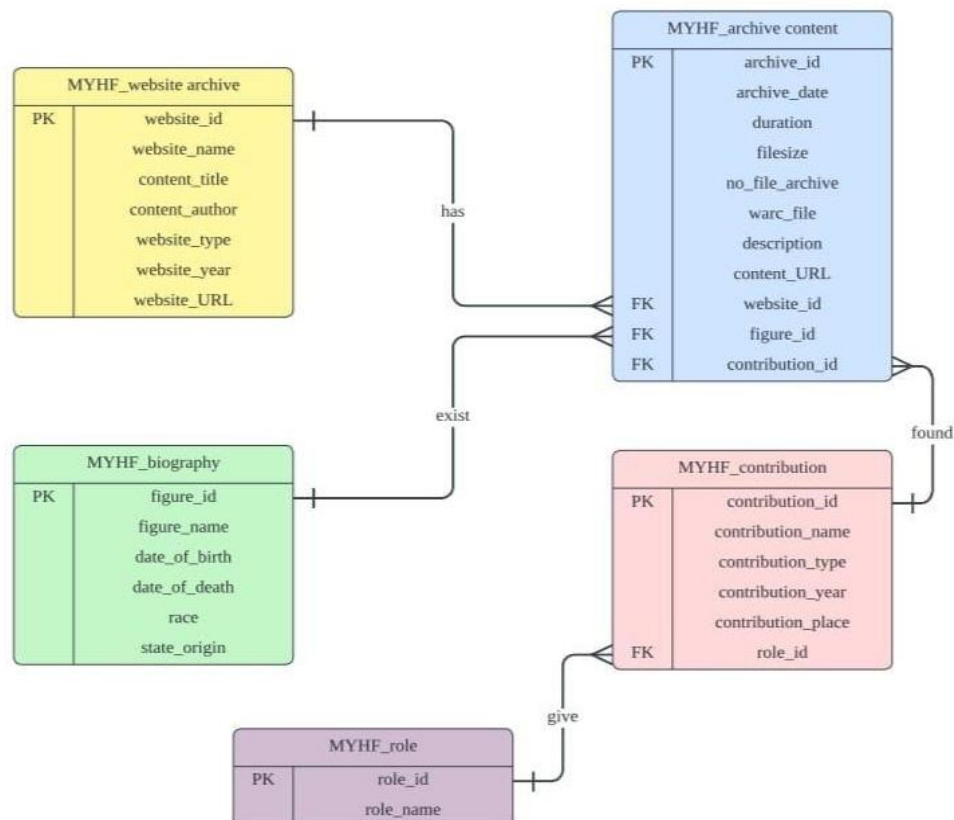 MYHF_website archive
PK website_id
website_name
content_title
content_author
website_type
website_year
website_URL
has
MYHF_archive content
PK archive_id
archive_date
duration
filesize
no_file_archive
warc_file
description
content_URL
FK website_id
FK figure_id
FK contribution_id
exist
found
MYHF_biography
PK figure_id
figure_name
date_of_birth
date_of_death
race
state_origin
MYHF_contribution
PK contribution_id
contribution_name
contribution_type
contribution_year
contribution_place
FK role_id
give
MYHF_role
PK role_id
role_name